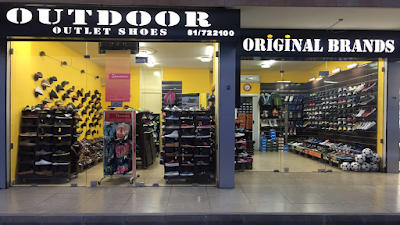 OUTDOOR
OUTLET SHOES 81/722100
ORIGINAL BRANDS